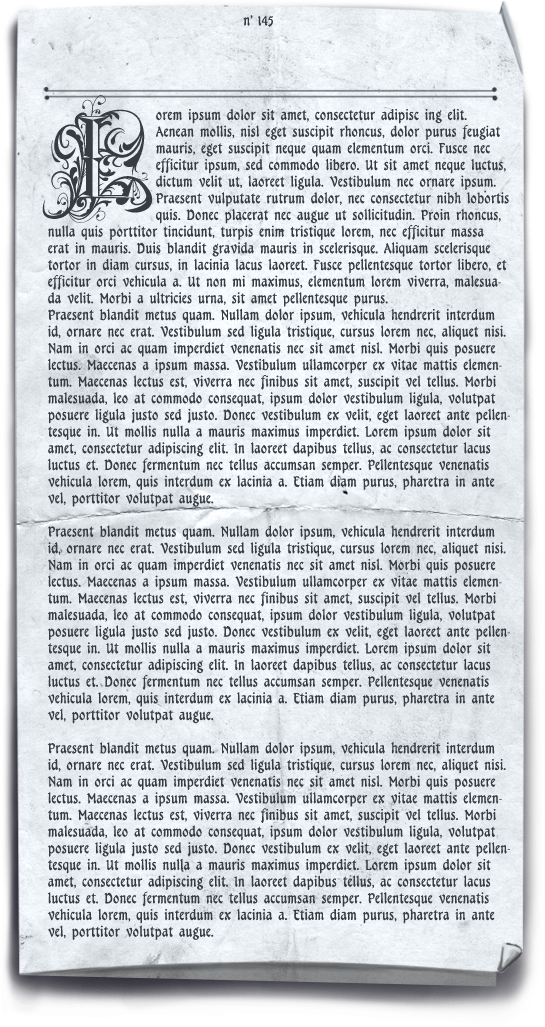 n° 145
Lorem ipsum dolor sit amet, consectetur adipisc ing elit.
Aenean mollis, nisl eget suscipit rhoncus, dolor purus feugiat
mauris, eget suscipit neque quam elementum orci. Fusce nec
efficitur ipsum, sed commodo libero. Ut sit amet neque luctus,
dictum velit ut, laoreet ligula. Vestibulum nec ornare ipsum.
Praesent vulputate rutrum dolor, nec consectetur nibh lobortis
quis. Donec placerat nec augue ut sollicitudin. Proin rhoncus,
nulla quis porttitor tincidunt, turpis enim tristique lorem, nec efficitur massa
erat in mauris. Duis blandit gravida mauris in scelerisque. Aliquam scelerisque
tortor in diam cursus, in lacinia lacus laoreet. Fusce pellentesque tortor libero, et
efficitur orci vehicula a. Ut non mi maximus, elementum lorem viverra, malesua-
da velit. Morbi a ultricies urna, sit amet pellentesque purus.
Praesent blandit metus quam. Nullam dolor ipsum, vehicula hendrerit interdum
id, ornare nec erat. Vestibulum sed ligula tristique, cursus lorem nec, aliquet nisi.
Nam in orci ac quam imperdiet venenatis nec sit amet nisl. Morbi quis posuere
lectus. Maecenas a ipsum massa. Vestibulum ullamcorper ex vitae mattis elemen-
tum. Maecenas lectus est, viverra nec finibus sit amet, suscipit vel tellus. Morbi
malesuada, leo at commodo consequat, ipsum dolor vestibulum ligula, volutpat
posuere ligula justo sed justo. Donec vestibulum ex velit, eget laoreet ante pellen-
tesque in. Ut mollis nulla a mauris maximus imperdiet. Lorem ipsum dolor sit
amet, consectetur adipiscing elit. In laoreet dapibus tellus, ac consectetur lacus
luctus et. Donec fermentum nec tellus accumsan semper. Pellentesque venenatis
vehicula lorem, quis interdum ex lacinia a. Etiam diam purus, pharetra in ante
vel, porttitor volutpat augue.
Praesent blandit metus quam. Nullam dolor ipsum, vehicula hendrerit interdum
id, ornare nec erat. Vestibulum sed ligula tristique, cursus lorem nec, aliquet nisi.
Nam in orci ac quam imperdiet venenatis nec sit amet nisl. Morbi quis posuere
lectus. Maecenas a ipsum massa. Vestibulum ullamcorper ex vitae mattis elemen-
tum. Maecenas lectus est, viverra nec finibus sit amet, suscipit vel tellus. Morbi
malesuada, leo at commodo consequat, ipsum dolor vestibulum ligula, volutpat
posuere ligula justo sed justo. Donec vestibulum ex velit, eget laoreet ante pellen-
tesque in. Ut mollis nulla a mauris maximus imperdiet. Lorem ipsum dolor sit
amet, consectetur adipiscing elit. In laoreet dapibus tellus, ac consectetur lacus
luctus et. Donec fermentum nec tellus accumsan semper. Pellentesque venenatis
vehicula lorem, quis interdum ex lacinia a. Etiam diam purus, pharetra in ante
vel, porttitor volutpat augue.
Praesent blandit metus quam. Nullam dolor ipsum, vehicula hendrerit interdum
id, ornare nec erat. Vestibulum sed ligula tristique, cursus lorem nec, aliquet nisi.
Nam in orci ac quam imperdiet venenatis nec sit amet nisl. Morbi quis posuere
lectus. Maecenas a ipsum massa. Vestibulum ullamcorper ex vitae mattis elemen-
tum. Maecenas lectus est, viverra nec finibus sit amet, suscipit vel tellus. Morbi
malesuada, leo at commodo consequat, ipsum dolor vestibulum ligula, volutpat
posuere ligula justo sed justo. Donec vestibulum ex velit, eget laoreet ante pellen-
tesque in. Ut mollis nulla a mauris maximus imperdiet. Lorem ipsum dolor sit
amet, consectetur adipiscing elit. In laoreet dapibus tellus, ac consectetur lacus
luctus et. Donec fermentum nec tellus accumsan semper. Pellentesque venenatis
vehicula lorem, quis interdum ex lacinia a. Etiam diam purus, pharetra in ante
vel, porttitor volutpat augue.